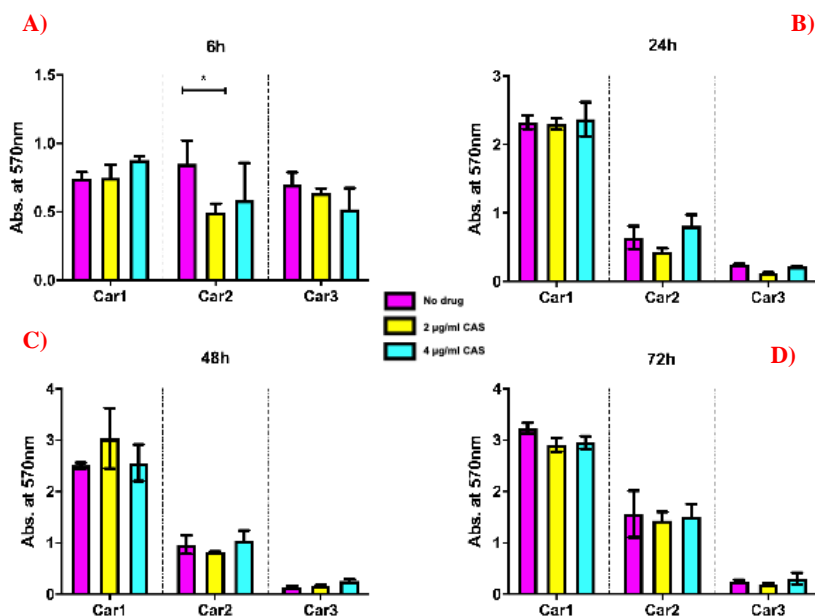 A)
6h
Abs. at 570nm
1.5
1.0
0.5
0.0
Car1 Car2 Car3
*
B)
24h
Abs. at 570nm
3
2
1
0
Car1 Car2 Car3
No drug
2 µg/ml CAS
4 µg/ml CAS
C)
48h
Abs. at 570nm
4
3
2
1
0
Car1 Car2 Car3
D)
72h
Abs. at 570nm
4
3
2
1
0
Car1 Car2 Car3